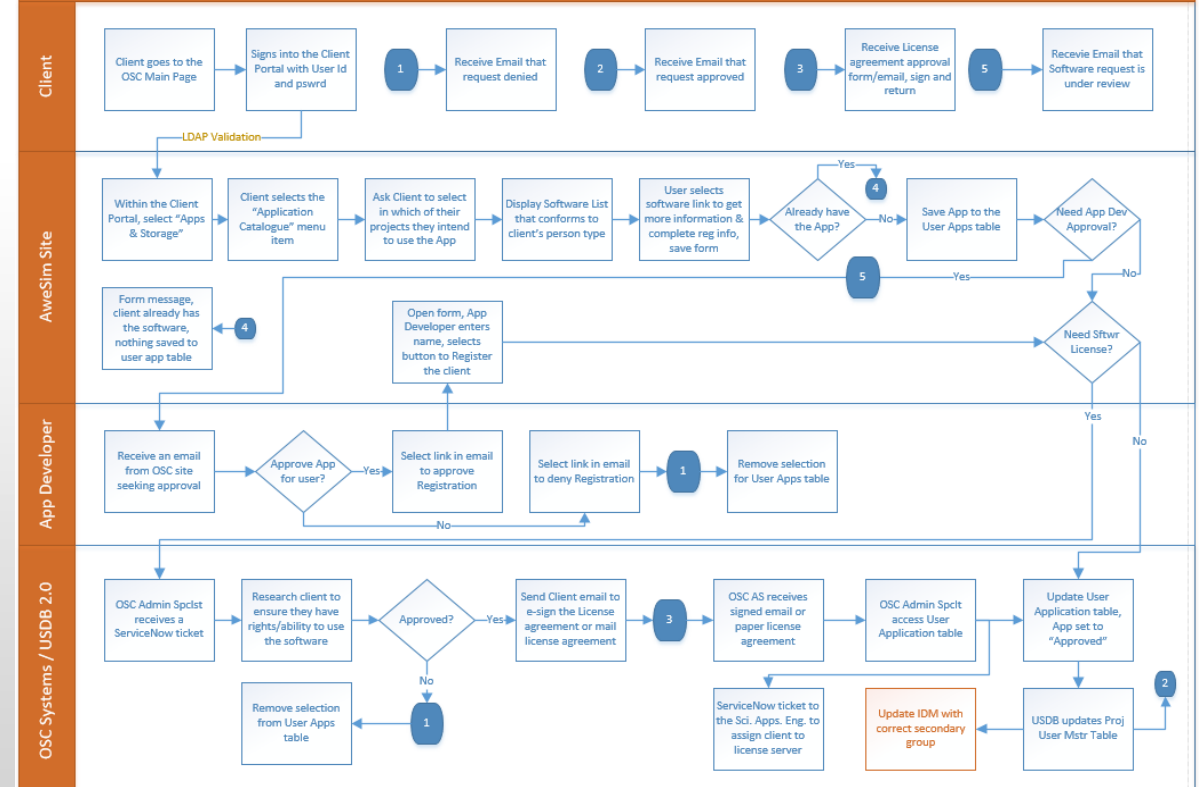 Client
Client goes to the
OSC Main Page
Signs into the Client
Portal with User Id
and pswrd
1
Receive Email that
request denied
2
Receive Email that
request approved
3
Receive License
agreement approval
form/email, sign and
return
5
Recevie Email that
Software request is
under review
LDAP Validation
AweSim Site
Within the Client
Portal, select “Apps
& Storage”
Client selects the
“Application
Catalogue” menu
item
Ask Client to select
in which of their
projects they intend
to use the App
Display Software List
that conforms to
client’s person type
User selects
software link to get
more information &
complete reg info,
save form
Already have
the App?
Yes
4
No
Save App to the
User Apps table
Need App Dev
Approval?
5
Yes
No
Form message,
client already has
the software,
nothing saved to
user app table
4
Open form, App
Developer enters
name, selects
button to Register
the client
Need Sftwr
License?
Yes
No
App Developer
Receive an email
from OSC site
seeking approval
Approve App
for user?
Yes
No
Select link in email
to approve
Registration
Select link in email
to deny Registration
1
Remove selection
for User Apps table
OSC Systems / USDB 2.0
OSC Admin Spclst
receives a
ServiceNow ticket
Research client to
ensure they have
rights/ability to use
the software
Approved?
Yes
No
Send Client email to
e-sign the License
agreement or mail
license agreement
3
OSC AS receives
signed email or
paper license
agreement
OSC Admin Spclt
access User
Application table
Update User
Application table,
App set to
“Approved”
Remove selection
from User Apps
table
1
ServiceNow ticket to
the Sci. Apps. Eng. to
assign client to
license server
Update IDM with
correct secondary
group
USDB updates Proj
User Mstr Table
2